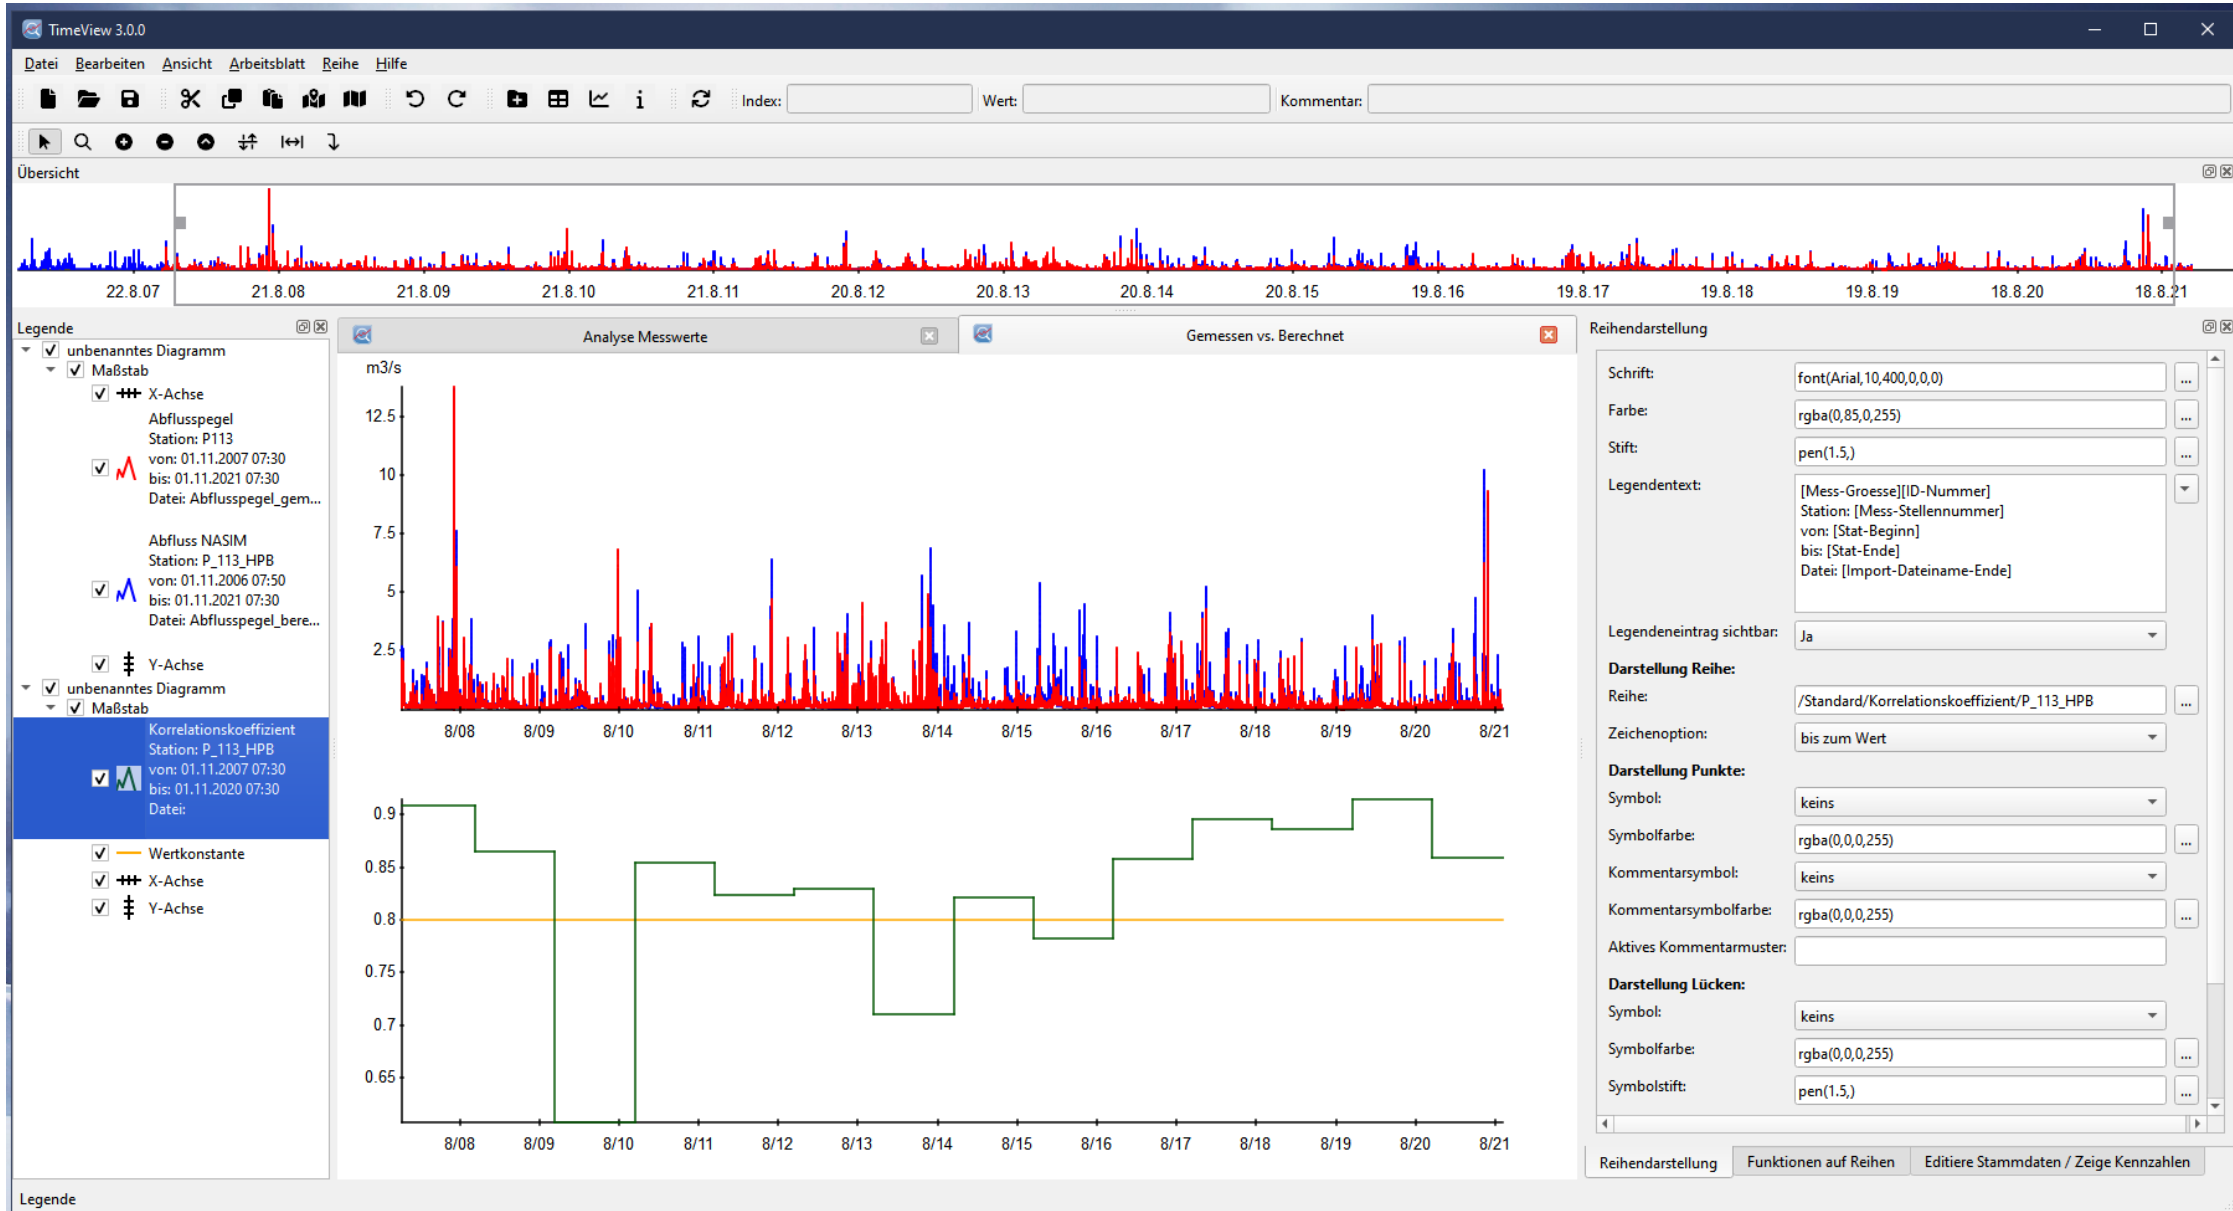 TimeView 3.0.0
Datei Bearbeiten Ansicht Arbeitsblatt Reihe Hilfe
Index: Wert: Kommentar:
Übersicht
22.8.07 21.8.08 21.8.09 21.8.10 21.8.11 20.8.12 20.8.13 20.8.14 20.8.15 19.8.16 19.8.17 19.8.18 19.8.19 18.8.20 18.8.21
Legende
unbenanntes Diagramm
Maßstab
X-Achse
Abflusspegel
Station: P113
von: 01.11.2007 07:30
bis: 01.11.2021 07:30
Datei: Abflusspegel_gem...
Abfluss NASIM
Station: P_113_HPB
von: 01.11.2006 07:50
bis: 01.11.2021 07:30
Datei: Abflusspegel_bere...
Y-Achse
unbenanntes Diagramm
Maßstab
Korrelationskoeffizient
Station: P_113_HPB
von: 01.11.2007 07:30
bis: 01.11.2020 07:30
Datei:
Wertkonstante
X-Achse
Y-Achse
Analyse Messwerte
Gemessen vs. Berechnet
m3/s
12.5
10
7.5
5
2.5
8/08 8/09 8/10 8/11 8/12 8/13 8/14 8/15 8/16 8/17 8/18 8/19 8/20 8/21
0.9
0.85
0.8
0.75
0.7
0.65
8/08 8/09 8/10 8/11 8/12 8/13 8/14 8/15 8/16 8/17 8/18 8/19 8/20 8/21
Reihendarstellung
Schrift: font(Arial,10,400,0,0,0) ...
Farbe: rgba(0,85,0,255) ...
Stift: pen(1.5,) ...
Legendentext: [Mess-Groesse][ID-Nummer]
Station: [Mess-Stellennummer]
von: [Stat-Beginn]
bis: [Stat-Ende]
Datei: [Import-Dateiname-Ende]
Legendeneintrag sichtbar: Ja
Darstellung Reihe:
Reihe: /Standard/Korrelationskoeffizient/P_113_HPB ...
Zeichenoption: bis zum Wert
Darstellung Punkte:
Symbol: keins
Symbolfarbe: rgba(0,0,0,255) ...
Kommentarsymbol: keins
Kommentarsymbolfarbe: rgba(0,0,0,255) ...
Aktives Kommentarmuster:
Darstellung Lücken:
Symbol: keins
Symbolfarbe: rgba(0,0,0,255) ...
Symbolstift: pen(1.5,) ...
Reihendarstellung Funktionen auf Reihen Editiere Stammdaten / Zeige Kennzahlen
Legende